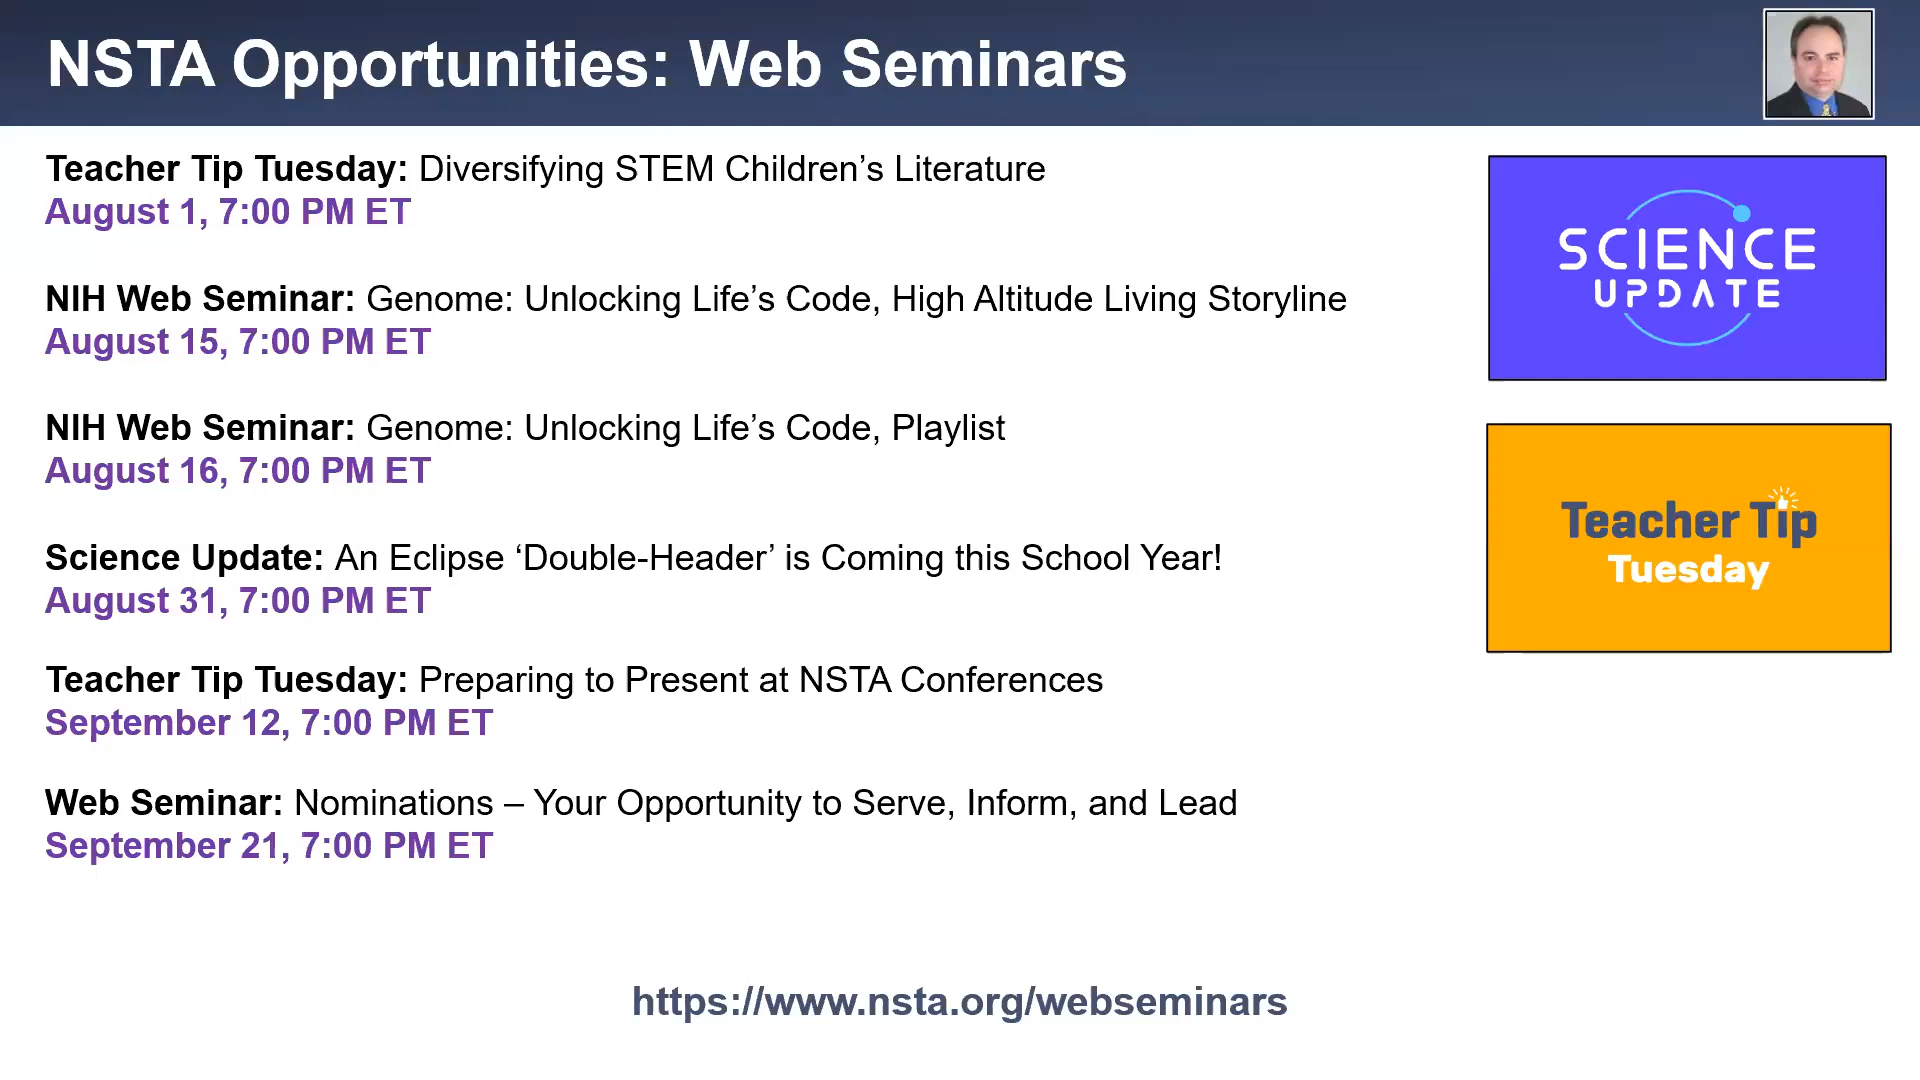 NSTA Opportunities: Web Seminars
Teacher Tip Tuesday: Diversifying STEM Children’s Literature
August 1, 7:00 PM ET
NIH Web Seminar: Genome: Unlocking Life’s Code, High Altitude Living Storyline
August 15, 7:00 PM ET
NIH Web Seminar: Genome: Unlocking Life’s Code, Playlist
August 16, 7:00 PM ET
Science Update: An Eclipse ‘Double-Header’ is Coming this School Year!
August 31, 7:00 PM ET
Teacher Tip Tuesday: Preparing to Present at NSTA Conferences
September 12, 7:00 PM ET
Web Seminar: Nominations – Your Opportunity to Serve, Inform, and Lead
September 21, 7:00 PM ET
SCIENCE
UPDATE
Teacher Tip
Tuesday
https://www.nsta.org/webseminars